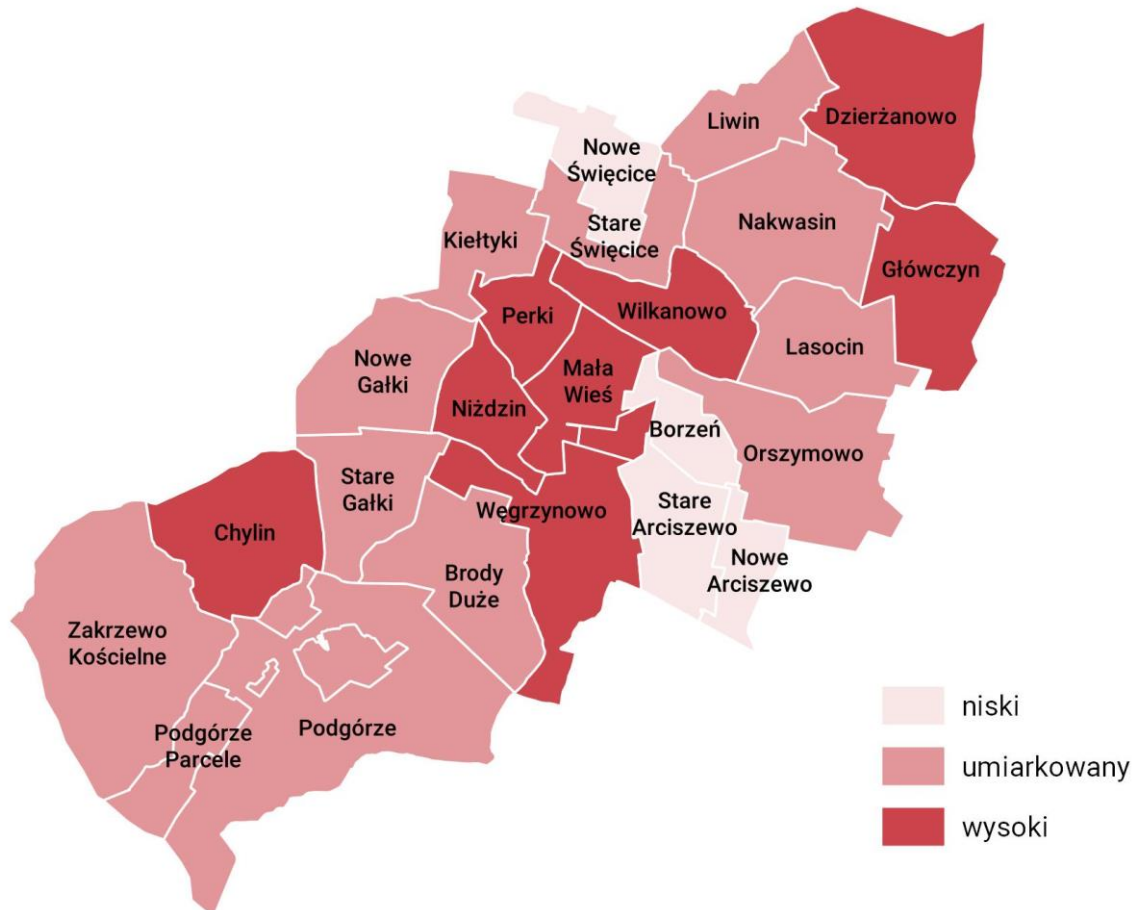 Dzierżanowo
Liwin
Nowe
Święcice
Nakwasin
Stare
Święcice
Kiełtyki
Główczyn
Perki
Wilkanowo
Lasocin
Nowe
Gałki
Mała
Wieś
Niżdzin
Borzeń
Orszymowo
Stare
Gałki
Stare
Arciszewo
Węgrzynowo
Chylin
Nowe
Arciszewo
Brody
Duże
Zakrzewo
Kościelne
Podgórze
Podgórze
Parcele
niski
umiarkowany
wysoki